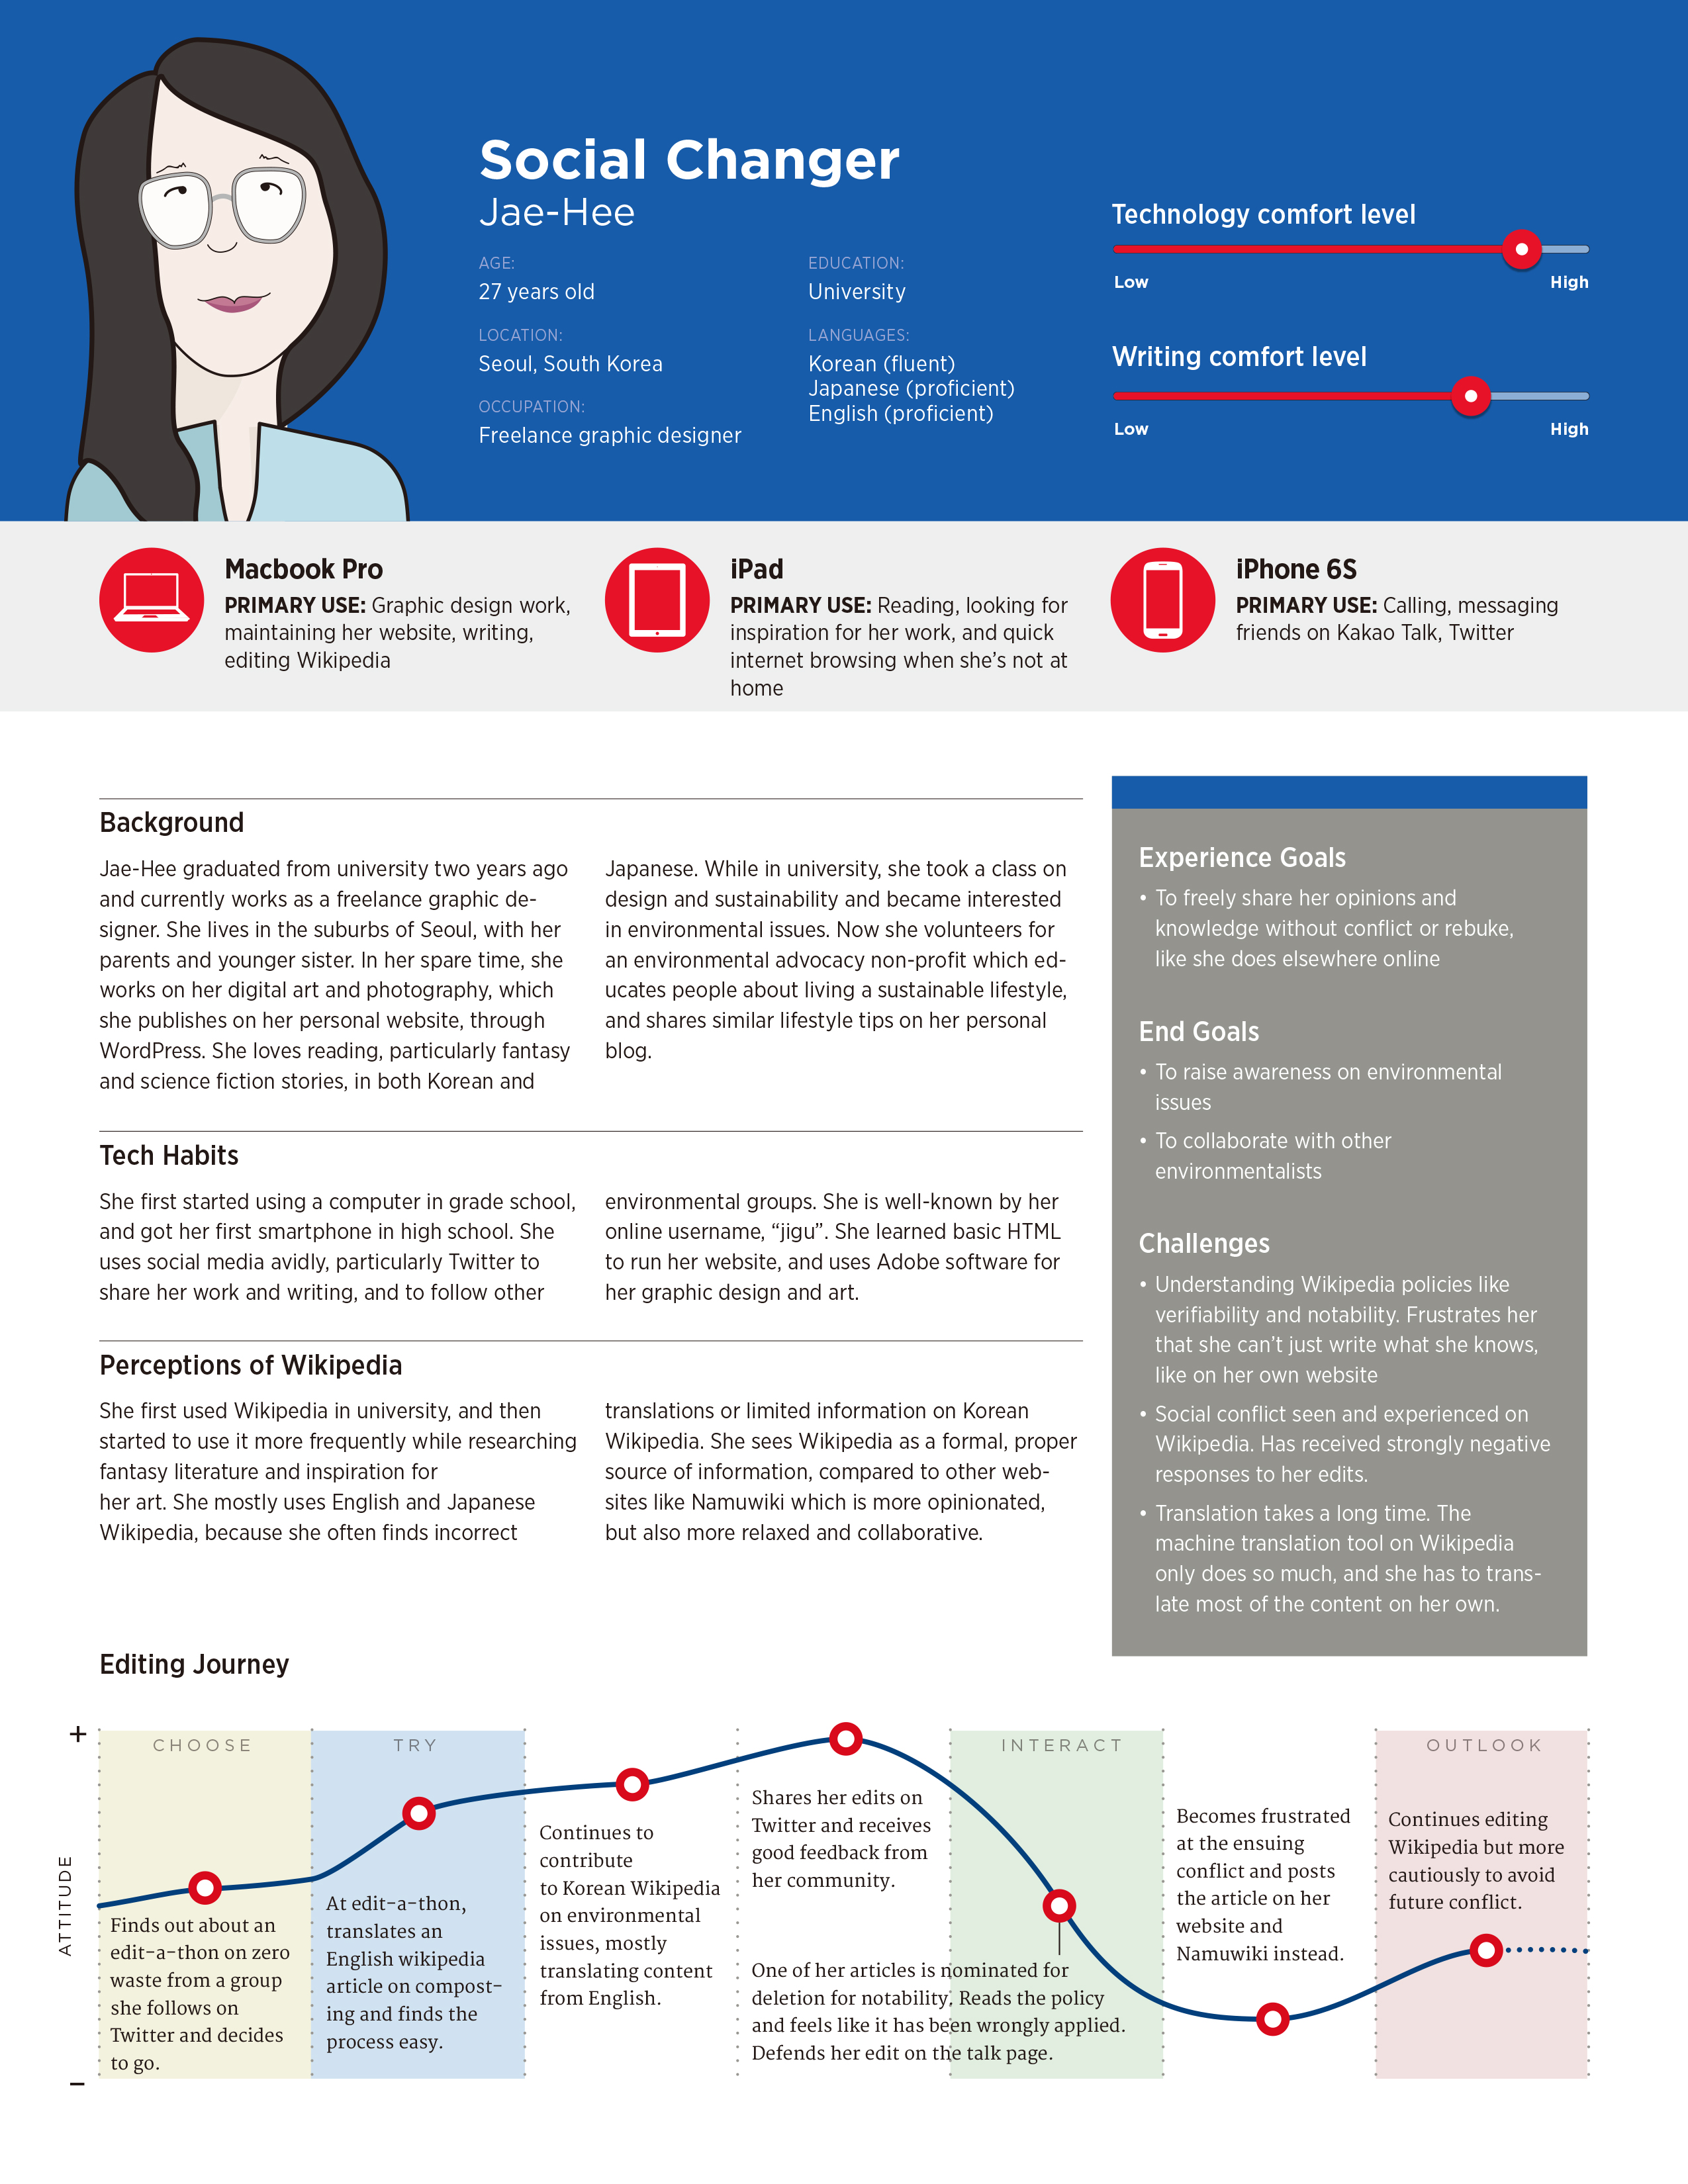 Social Changer
Jae-Hee
AGE:
27 years old
LOCATION:
Seoul, South Korea
OCCUPATION:
Freelance graphic designer
EDUCATION:
University
LANGUAGES:
Korean (fluent)
Japanese (proficient)
English (proficient)
Technology comfort level
Low
High
Writing comfort level
Low
High
Macbook Pro
PRIMARY USE: Graphic design work,
maintaining her website, writing,
editing Wikipedia
iPad
PRIMARY USE: Reading, looking for
inspiration for her work, and quick
internet browsing when she’s not at
home
iPhone 6S
PRIMARY USE: Calling, messaging
friends on Kakao Talk, Twitter
Background
Jae-Hee graduated from university two years ago
and currently works as a freelance graphic de-
signer. She lives in the suburbs of Seoul, with her
parents and younger sister. In her spare time, she
works on her digital art and photography, which
she publishes on her personal website, through
WordPress. She loves reading, particularly fantasy
and science fiction stories, in both Korean and
Japanese. While in university, she took a class on
design and sustainability and became interested
in environmental issues. Now she volunteers for
an environmental advocacy non-profit which ed-
ucates people about living a sustainable lifestyle,
and shares similar lifestyle tips on her personal
blog.
Tech Habits
She first started using a computer in grade school,
and got her first smartphone in high school. She
uses social media avidly, particularly Twitter to
share her work and writing, and to follow other
environmental groups. She is well-known by her
online username, “jigu”. She learned basic HTML
to run her website, and uses Adobe software for
her graphic design and art.
Perceptions of Wikipedia
She first used Wikipedia in university, and then
started to use it more frequently while researching
fantasy literature and inspiration for
her art. She mostly uses English and Japanese
Wikipedia, because she often finds incorrect
translations or limited information on Korean
Wikipedia. She sees Wikipedia as a formal, proper
source of information, compared to other web-
sites like Namuwiki which is more opinionated,
but also more relaxed and collaborative.
Experience Goals
• To freely share her opinions and
knowledge without conflict or rebuke,
like she does elsewhere online
End Goals
• To raise awareness on environmental
issues
• To collaborate with other
environmentalists
Challenges
• Understanding Wikipedia policies like
verifiability and notability. Frustrates her
that she can’t just write what she knows,
like on her own website
• Social conflict seen and experienced on
Wikipedia. Has received strongly negative
responses to her edits.
• Translation takes a long time. The
machine translation tool on Wikipedia
only does so much, and she has to trans-
late most of the content on her own.
Editing Journey
+
ATTITUDE
–
CHOOSE
Finds out about an
edit-a-thon on zero
waste from a group
she follows on
Twitter and decides
to go.
TRY
At edit-a-thon,
translates an
English wikipedia
article on compost-
ing and finds the
process easy.
Continues to
contribute
to Korean Wikipedia
on environmental
issues, mostly
translating content
from English.
Shares her edits on
Twitter and receives
good feedback from
her community.
INTERACT
One of her articles is nominated for
deletion for notability. Reads the policy
and feels like it has been wrongly applied.
Defends her edit on the talk page.
Becomes frustrated
at the ensuing
conflict and posts
the article on her
website and
Namuwiki instead.
OUTLOOK
Continues editing
Wikipedia but more
cautiously to avoid
future conflict.